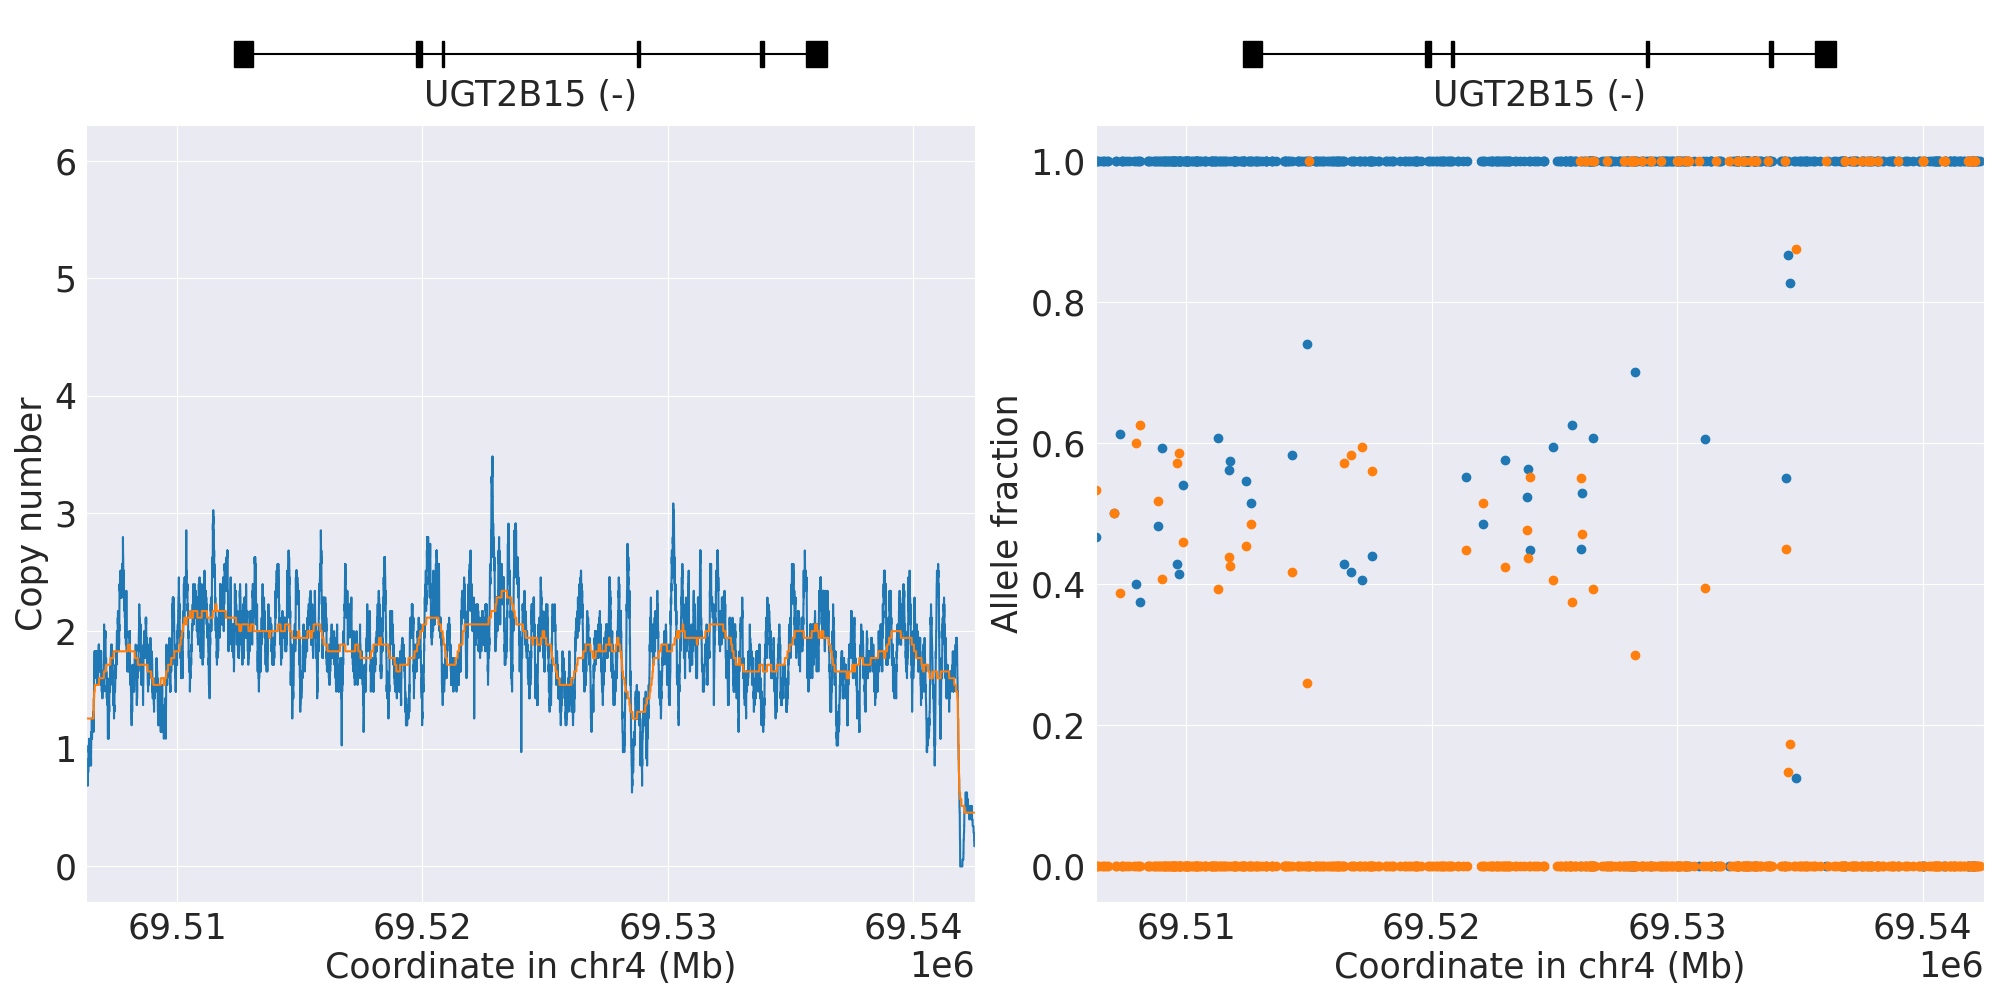 UGT2B15 (-)
6
5
4
3
2
1
0
Copy number
69.51 69.52 69.53 69.54
Coordinate in chr4 (Mb)
1e6
UGT2B15 (-)
1.0
0.8
0.6
0.4
0.2
0.0
Allele fraction
69.51 69.52 69.53 69.54
Coordinate in chr4 (Mb)
1e6